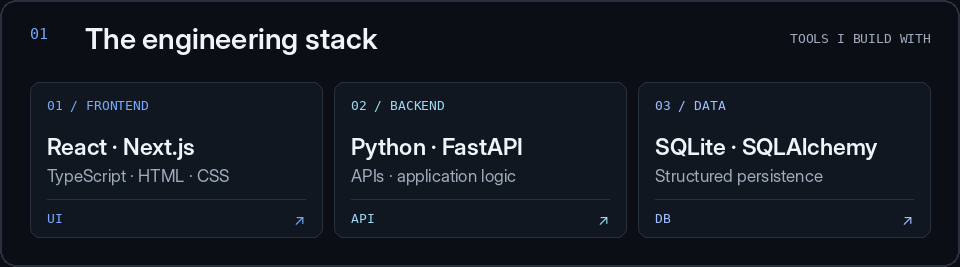 01
The engineering stack
TOOLS I BUILD WITH
01 / FRONTEND
React · Next.js
TypeScript · HTML · CSS
UI ↗
02 / BACKEND
Python · FastAPI
APIs · application logic
API ↗
03 / DATA
SQLite · SQLAlchemy
Structured persistence
DB ↗